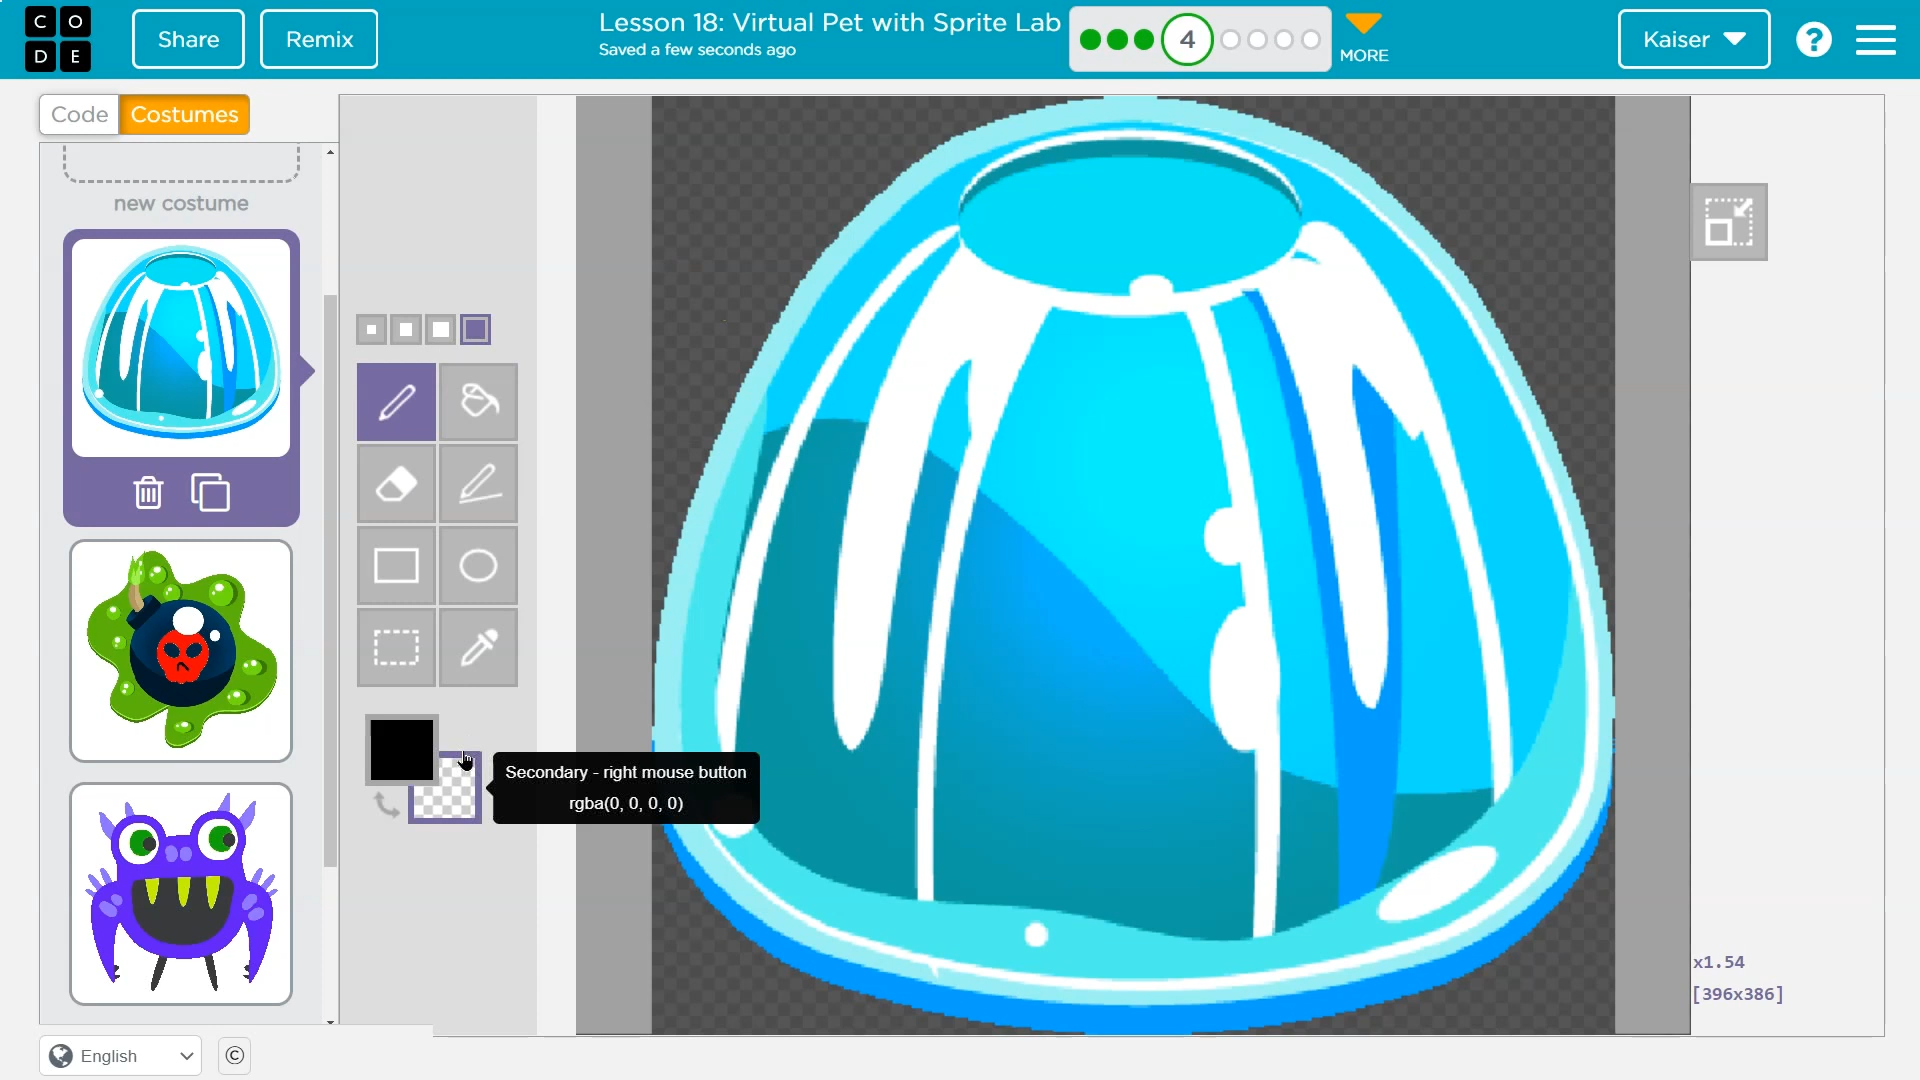 CODE
Share
Remix
Lesson 18: Virtual Pet with Sprite Lab
Saved a few seconds ago
4
MORE
Kaiser
?
Code
Costumes
new costume
Secondary - right mouse button
rgba(0, 0, 0, 0)
x1.54
[396x386]
English
©